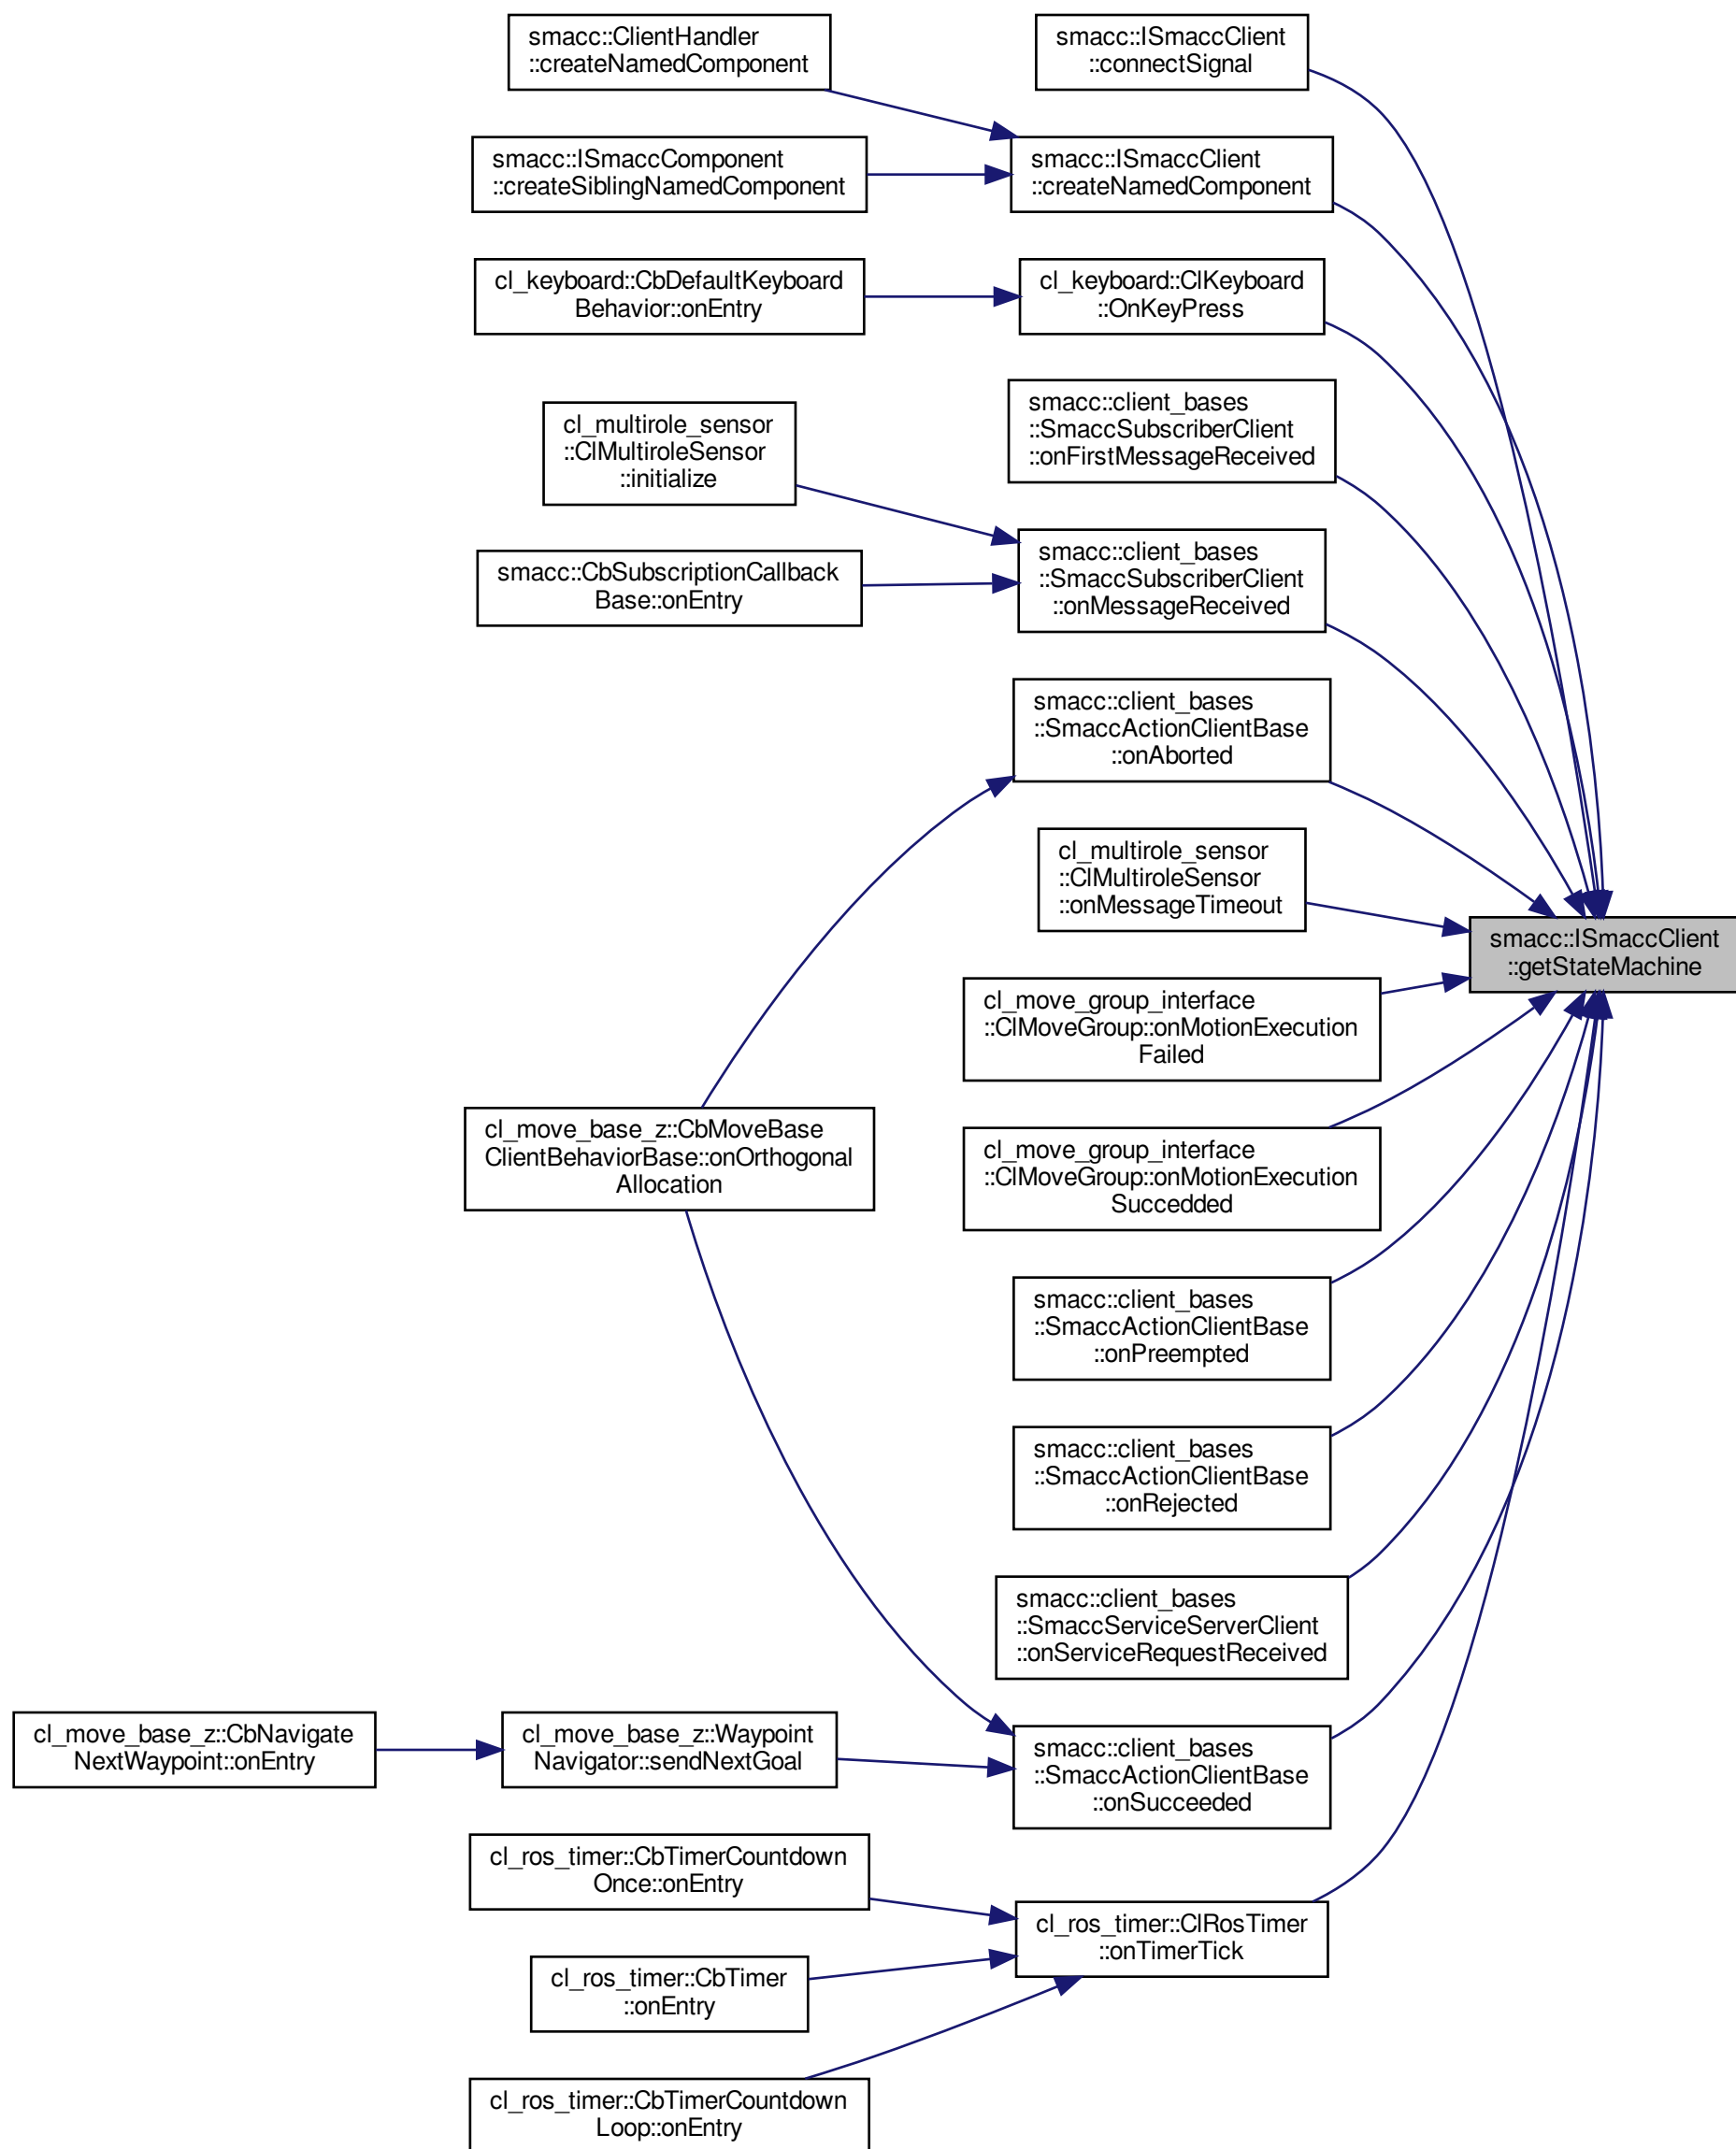 smacc::ClientHandler
::createNamedComponent
smacc::ISmaccClient
::connectSignal
smacc::ISmaccComponent
::createSiblingNamedComponent
smacc::ISmaccClient
::createNamedComponent
cl_keyboard::CbDefaultKeyboard
Behavior::onEntry
cl_keyboard::ClKeyboard
::OnKeyPress
smacc::client_bases
::SmaccSubscriberClient
::onFirstMessageReceived
cl_multirole_sensor
::ClMultiroleSensor
::initialize
smacc::CbSubscriptionCallback
Base::onEntry
smacc::client_bases
::SmaccSubscriberClient
::onMessageReceived
smacc::client_bases
::SmaccActionClientBase
::onAborted
cl_multirole_sensor
::ClMultiroleSensor
::onMessageTimeout
smacc::ISmaccClient
::getStateMachine
cl_move_group_interface
::ClMoveGroup::onMotionExecution
Failed
cl_move_base_z::CbMoveBase
ClientBehaviorBase::onOrthogonal
Allocation
cl_move_group_interface
::ClMoveGroup::onMotionExecution
Succedded
smacc::client_bases
::SmaccActionClientBase
::onPreempted
smacc::client_bases
::SmaccActionClientBase
::onRejected
smacc::client_bases
::SmaccServiceServerClient
::onServiceRequestReceived
cl_move_base_z::CbNavigate
NextWaypoint::onEntry
cl_move_base_z::Waypoint
Navigator::sendNextGoal
smacc::client_bases
::SmaccActionClientBase
::onSucceeded
cl_ros_timer::CbTimerCountdown
Once::onEntry
cl_ros_timer::CbTimer
::onEntry
cl_ros_timer::ClRosTimer
::onTimerTick
cl_ros_timer::CbTimerCountdown
Loop::onEntry